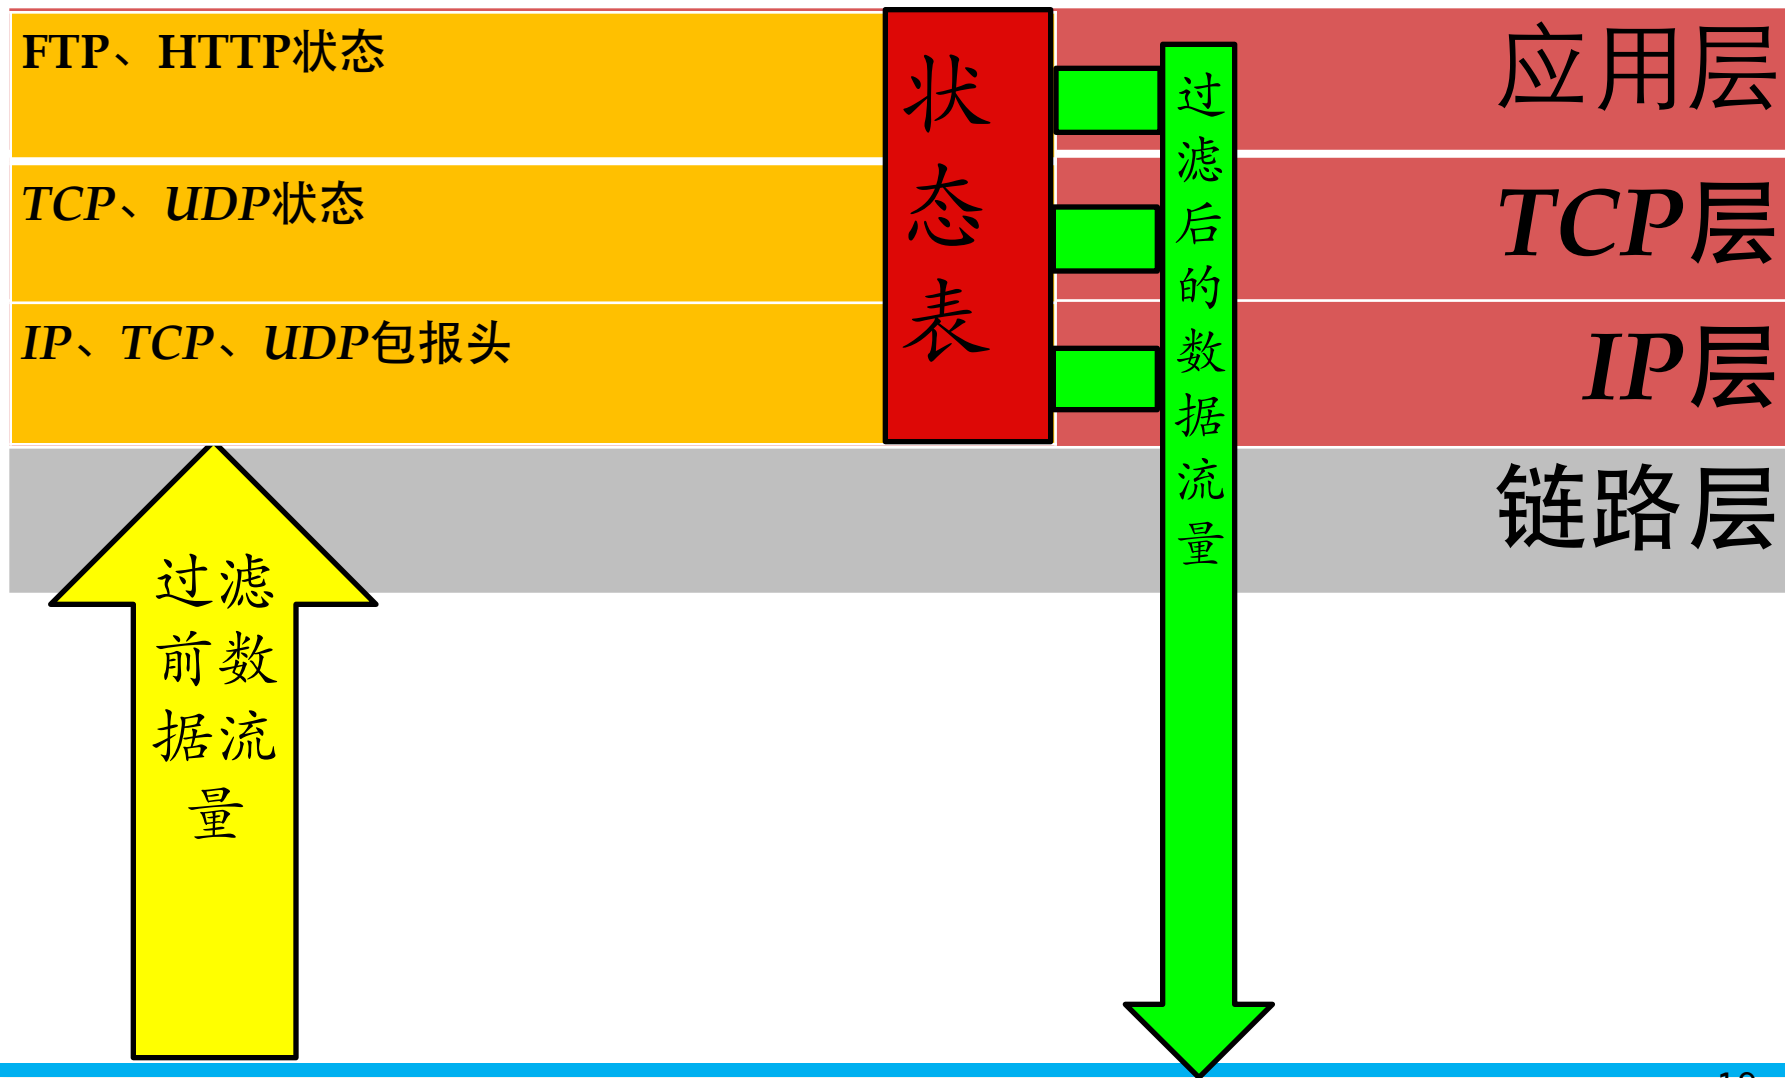 FTP、HTTP状态
TCP、UDP状态
IP、TCP、UDP包报头
状
态
表
过
滤
后
的
数
据
流
量
应用层
TCP层
IP层
链路层
过滤
前数
据流
量